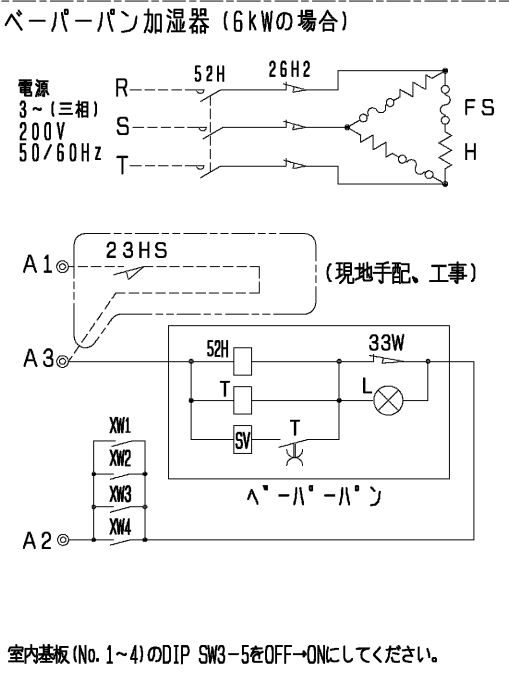 ベーパーパン加湿器(6kWの場合)
52H
26H2
電源
3～(三相)
200V
50/60Hz
R
S
T
FS
H
A1
23HS
(現地手配、工事)
A3
52H
33W
T
L
SV
T
ベーパーパン
XW1
XW2
XW3
XW4
A2
室内基板(No.1～4)のDIP SW3-5をOFF→ONにしてください。